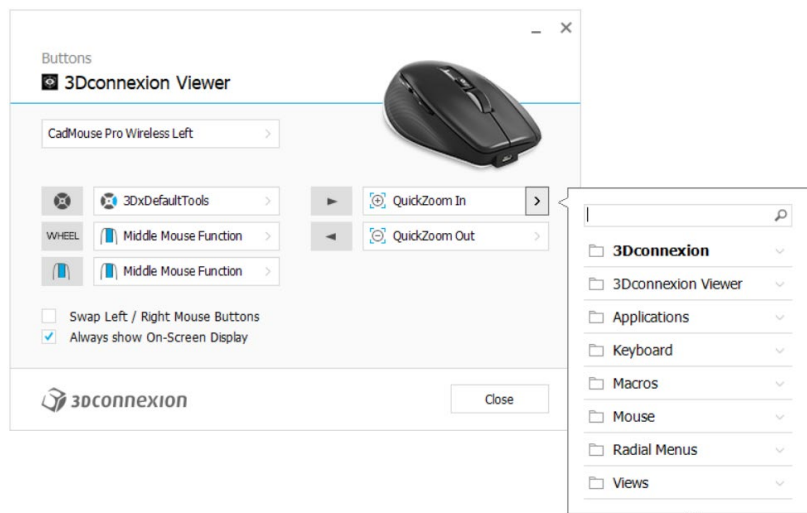 Buttons
3Dconnexion Viewer
CadMouse Pro Wireless Left
3DxDefaultTools
QuickZoom In
WHEEL
Middle Mouse Function
QuickZoom Out
Middle Mouse Function
Swap Left / Right Mouse Buttons
Always show On-Screen Display
3Dconnexion
Close
3Dconnexion
3Dconnexion Viewer
Applications
Keyboard
Macros
Mouse
Radial Menus
Views